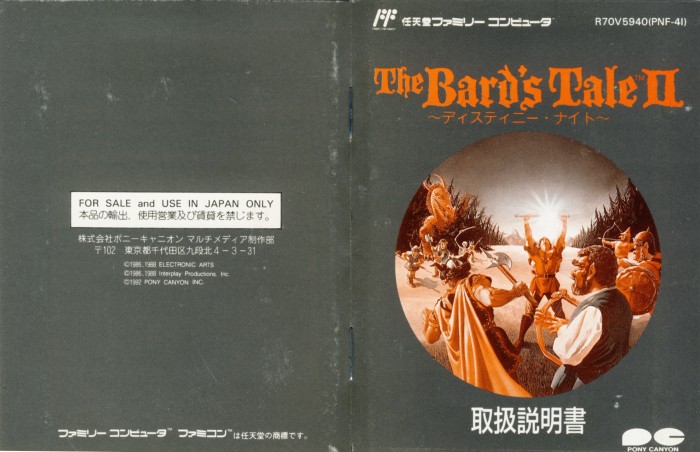 FOR SALE and USE IN JAPAN ONLY
本品の輸出、使用営業及び賃貸を禁じます。
株式会社ポニーキャニオン マルチメディア制作部
〒102 東京都千代田区九段北4-3-31
©1986,1988 ELECTRONIC ARTS
©1986,1988 Interplay Productions, Inc.
©1992 PONY CANYON INC.
ファミリーコンピュータ™ ファミコン™は任天堂の商標です。
任天堂ファミリーコンピュータ™
R70V5940(PNF-4I)
The Bard's Tale™ II
~ディスティニー・ナイト~
取扱説明書
PONY CANYON